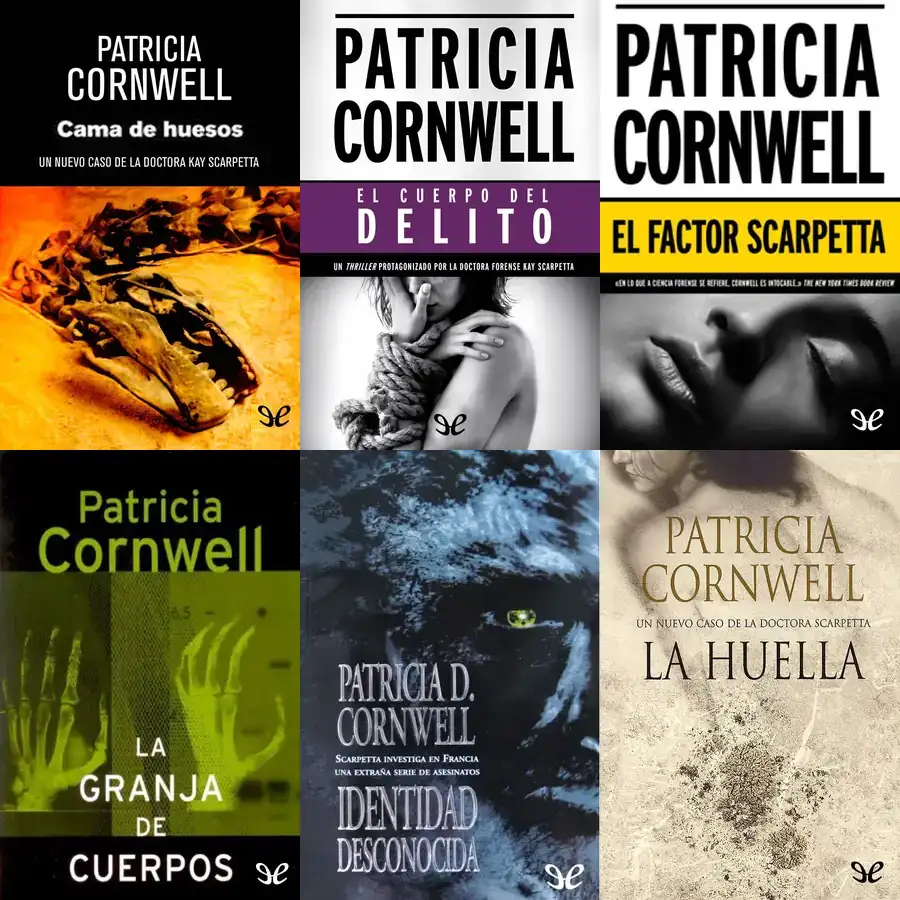 PATRICIA
CORNWELL
Cama de huesos
UN NUEVO CASO DE LA DOCTORA KAY SCARPETTA
PATRICIA
CORNWELL
EL CUERPO DEL
DELITO
UN THRILLER PROTAGONIZADO POR LA DOCTORA FORENSE KAY SCARPETTA
PATRICIA
CORNWELL
EL FACTOR SCARPETTA
«EN LO QUE A CIENCIA FORENSE SE REFIERE, CORNWELL ES INTOCABLE.» THE NEW YORK TIMES BOOK REVIEW
Patricia
Cornwell
6.5
LA
GRANJA
DE
CUERPOS
PATRICIA D.
CORNWELL
SCARPETTA INVESTIGA EN FRANCIA
UNA EXTRAÑA SERIE DE ASESINATOS
IDENTIDAD
DESCONOCIDA
PATRICIA
CORNWELL
UN NUEVO CASO DE LA DOCTORA SCARPETTA
LA HUELLA